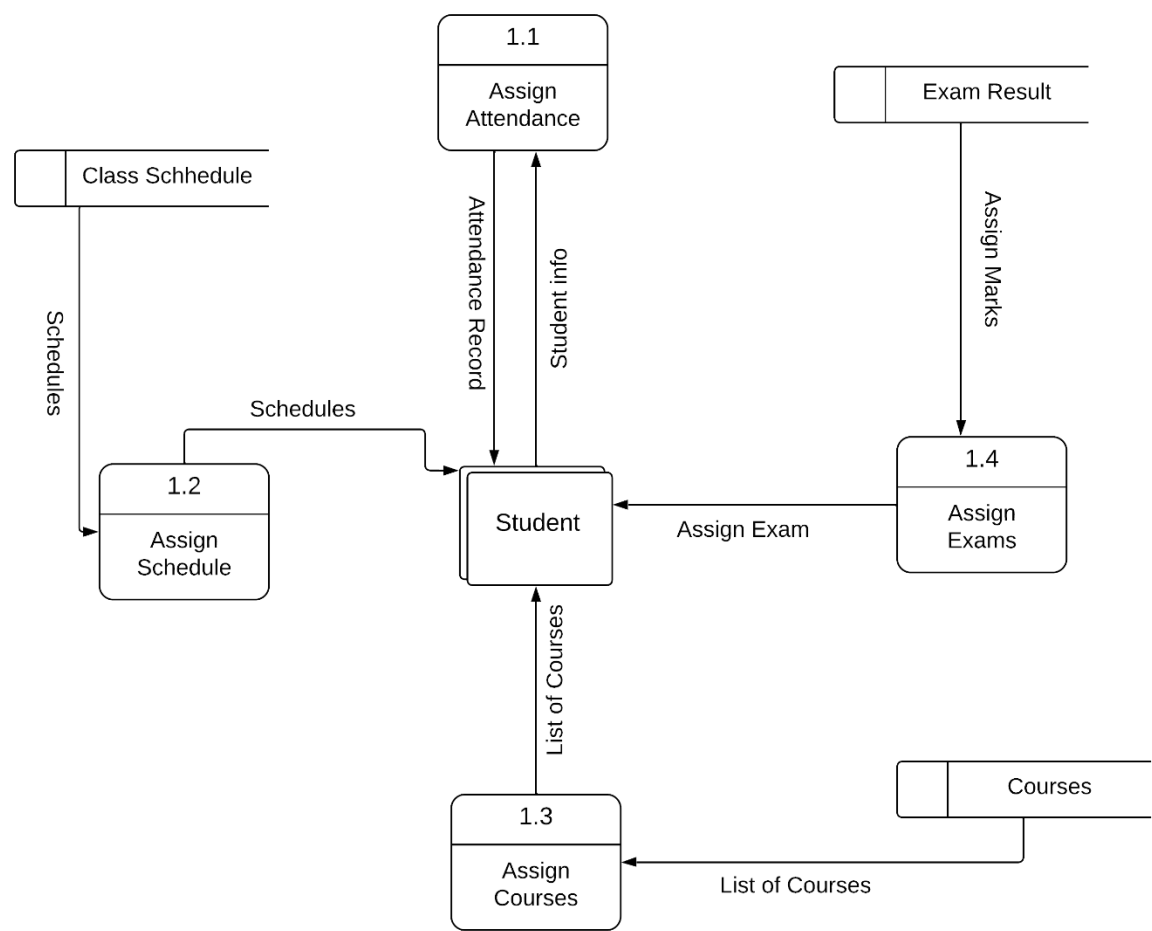 1.1
Assign
Attendance
Exam Result
Class Schhedule
Attendance Record
Student info
Assign Marks
Schedules
Schedules
1.2
Assign
Schedule
Student
Assign Exam
1.4
Assign
Exams
List of Courses
1.3
Assign
Courses
Courses
List of Courses